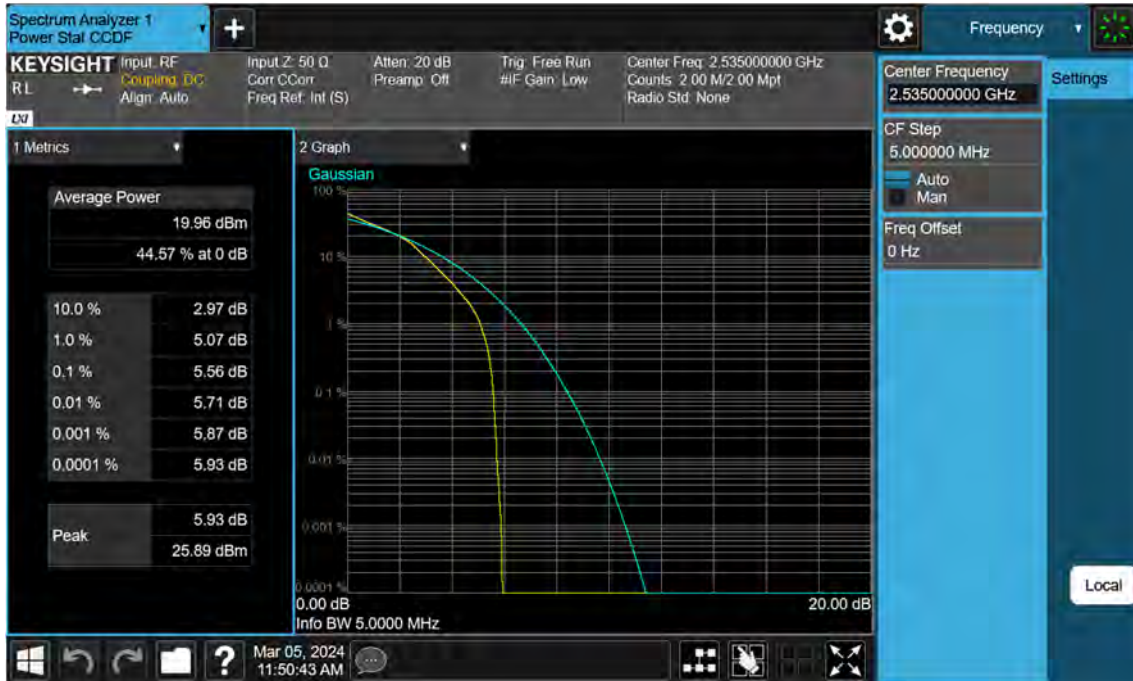 Spectrum Analyzer 1
Power Stat CCDF
+
Frequency
KEYSIGHT
RL
LXI
Input: RF
Coupling: DC
Align: Auto
Input Z: 50 Ω
Corr CCorr
Freq Ref: Int (S)
Atten: 20 dB
Preamp: Off
Trig: Free Run
#IF Gain: Low
Center Freq: 2.535000000 GHz
Counts: 2.00 M/2.00 Mpt
Radio Std: None
Center Frequency
2.535000000 GHz
Settings
CF Step
5.000000 MHz
Auto
Man
Freq Offset
0 Hz
1 Metrics
Average Power
19.96 dBm
44.57 % at 0 dB
10.0 % 2.97 dB
1.0 % 5.07 dB
0.1 % 5.56 dB
0.01 % 5.71 dB
0.001 % 5.87 dB
0.0001 % 5.93 dB
Peak
5.93 dB
25.89 dBm
2 Graph
Gaussian
100 %
10 %
1 %
0.1 %
0.01 %
0.001 %
0.0001 %
0.00 dB 20.00 dB
Info BW 5.0000 MHz
Local
?
Mar 05, 2024
11:50:43 AM